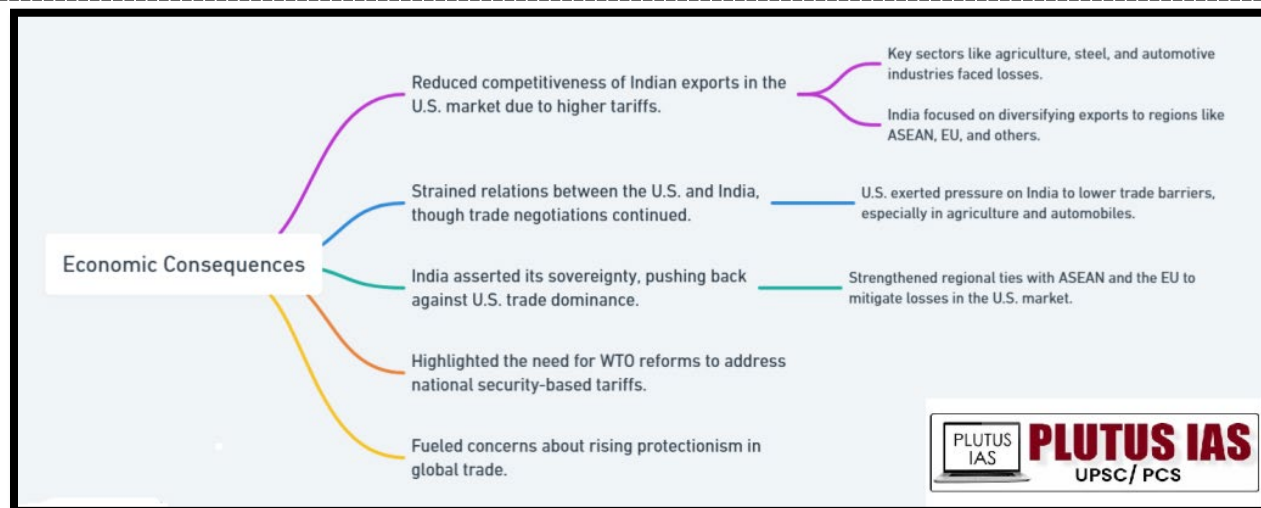 Economic Consequences
Reduced competitiveness of Indian exports in the
U.S. market due to higher tariffs.
Key sectors like agriculture, steel, and automotive
industries faced losses.
India focused on diversifying exports to regions like
ASEAN, EU, and others.
Strained relations between the U.S. and India,
though trade negotiations continued.
U.S. exerted pressure on India to lower trade barriers,
especially in agriculture and automobiles.
India asserted its sovereignty, pushing back
against U.S. trade dominance.
Strengthened regional ties with ASEAN and the EU to
mitigate losses in the U.S. market.
Highlighted the need for WTO reforms to address
national security-based tariffs.
Fueled concerns about rising protectionism in
global trade.
PLUTUS
IAS
PLUTUS IAS
UPSC/ PCS